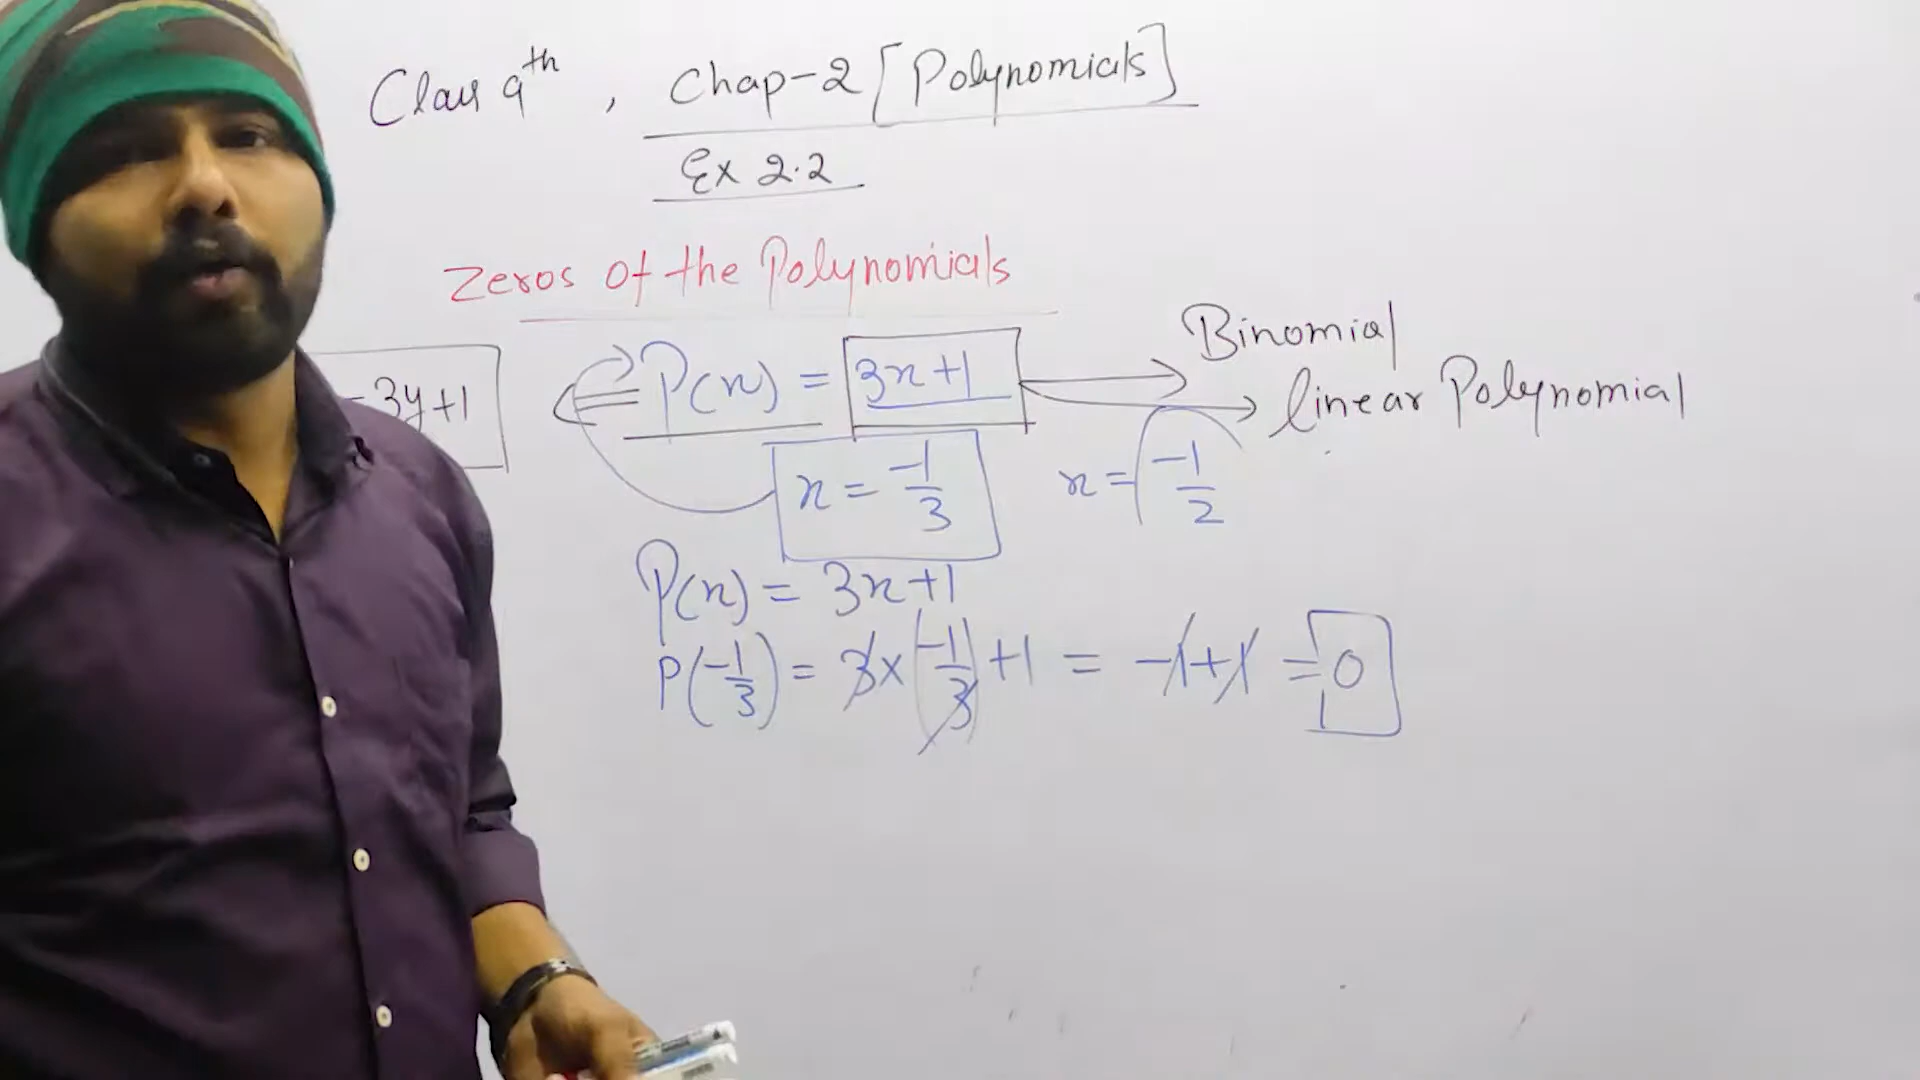 Class 9th, Chap-2 [Polynomials]
Ex 2.2
Zeros of the Polynomials
-3y+1
P(x) = 3x+1
Binomial
linear Polynomial
x = -1/3
x = -1/2
P(x) = 3x+1
P(-1/3) = 3x(-1/3)+1 = -1+1 = 0